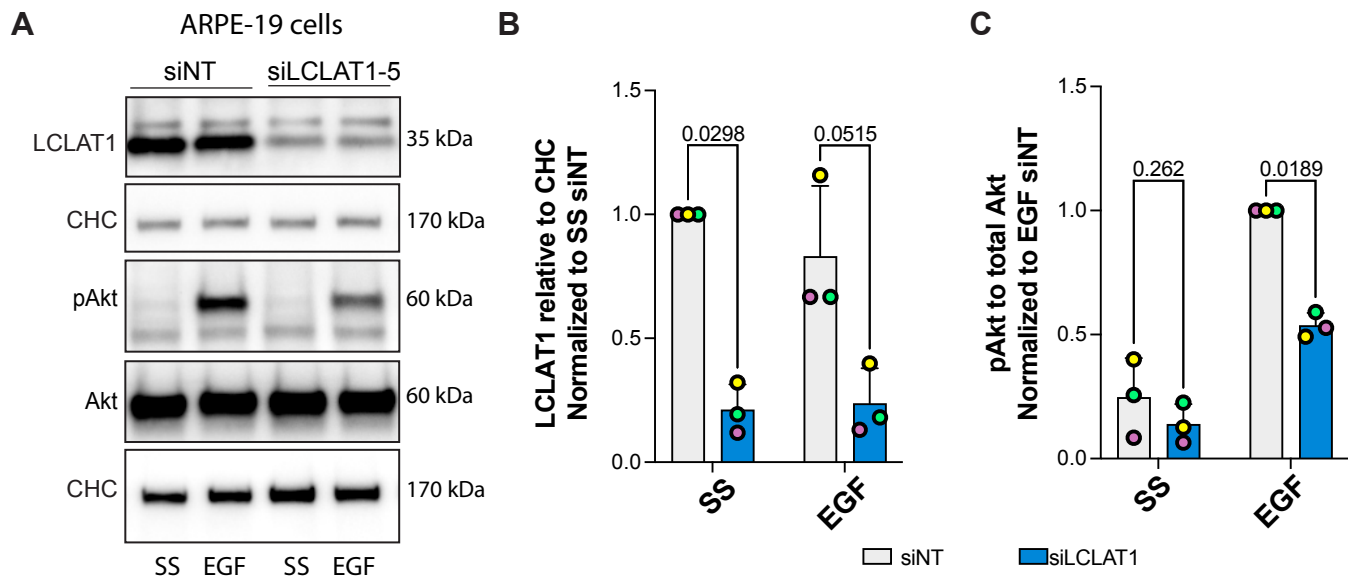 A
ARPE-19 cells
siNT
siLCLAT1-5
LCLAT1
35 kDa
CHC
170 kDa
pAkt
60 kDa
Akt
60 kDa
CHC
170 kDa
SS EGF SS EGF
B
LCLAT1 relative to CHC
Normalized to SS siNT
1.5
1.0
0.5
0.0
0.0298
0.0515
SS
EGF
C
pAkt to total Akt
Normalized to EGF siNT
1.5
1.0
0.5
0.0
0.262
0.0189
SS
EGF
siNT
siLCLAT1